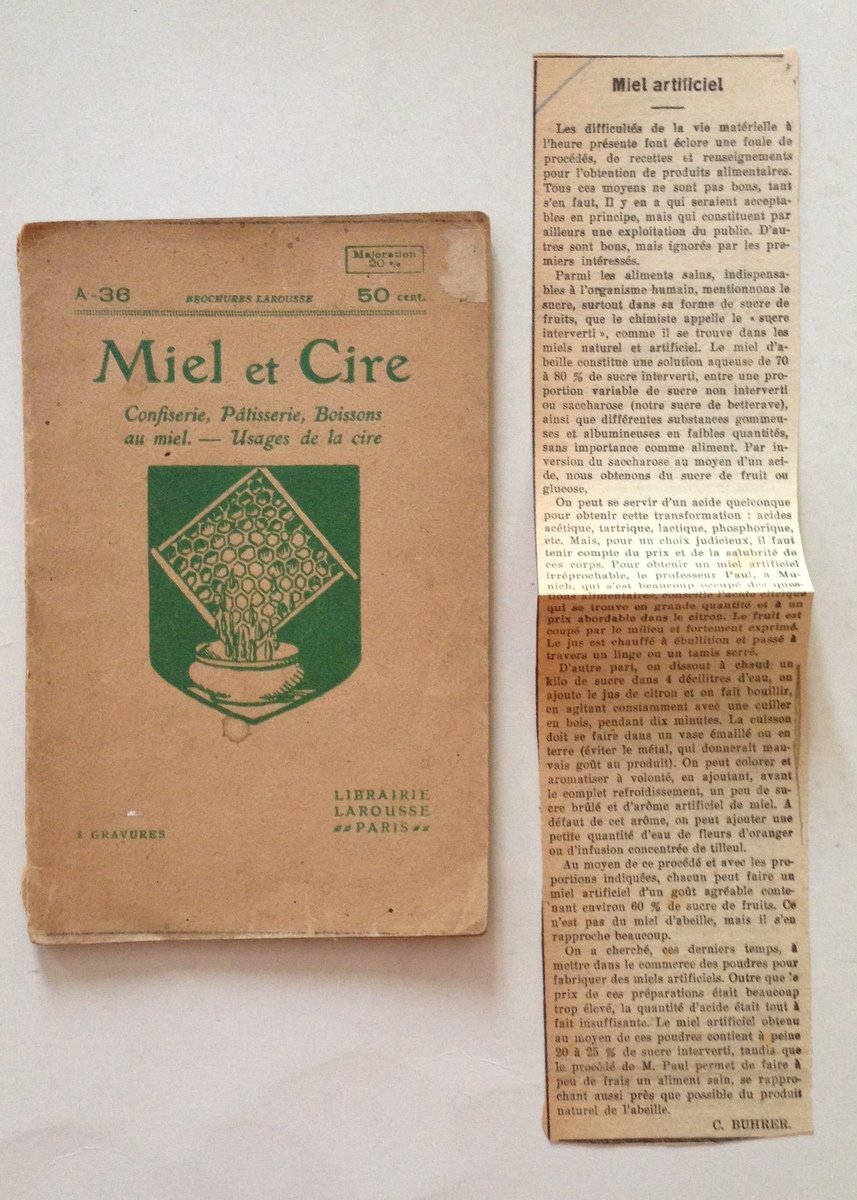 Majoration
20 %
A-36 BROCHURES LAROUSSE 50 CENT.
Miel et Cire
Confiserie, Pâtisserie, Boissons
au miel. — Usages de la cire
LIBRAIRIE
LAROUSSE
PARIS
8 GRAVURES
Miel artificiel
Les difficultés de la vie matérielle à
l'heure présente font éclore une foule de
procédés, de recettes et renseignements
pour l'obtention de produits alimentaires.
Tous ces moyens ne sont pas bons, tant
s'en faut, Il y en a qui seraient accepta-
bles en principe, mais qui constituent par
ailleurs une exploitation du public. D'au-
tres sont bons, mais ignorés par les pre-
miers intéressés.
Parmi les aliments sains, indispensa-
bles à l'organisme humain, mentionnons le
sucre, surtout dans sa forme de sucre de
fruits, que le chimiste appelle le « sucre
interverti », comme il se trouve dans les
miels naturel et artificiel. Le miel d'a-
beille constitue une solution aqueuse de 70
à 80 % de sucre interverti, entre une pro-
portion variable de sucre non interverti
ou saccharose (notre sucre de betterave),
ainsi que différentes substances gommeu-
ses et albumineuses en faibles quantités,
sans importance comme aliment. Par in-
version du saccharose au moyen d'un aci-
de, nous obtenons du sucre de fruit ou
glucose,
On peut se servir d'un acide quelconque
pour obtenir cette transformation : acides
acétique, tartrique, lactique, phosphorique,
etc. Mais, pour un choix judicieux, il faut
tenir compte du prix et de la salubrité de
ces corps. Pour obtenir un miel artificiel
irréprochable, le professeur Paul, à Mu-
nich, qui s'est beaucoup occupé des ques-
tions alimentaires, conseille l'acide citrique
qui se trouve en grande quantité et à un
prix abordable dans le citron. Le fruit est
coupé par le milieu et fortement exprimé.
Le jus est chauffé à ébullition et passé à
travers un linge ou un tamis serré.
D'autre part, on dissout à chaud un
kilo de sucre dans 4 décilitres d'eau, on
ajoute le jus de citron et on fait bouillir,
en agitant constamment avec une cuiller
en bois, pendant dix minutes. La cuisson
doit se faire dans un vase émaillé ou en
terre (éviter le métal, qui donnerait mau-
vais goût au produit). On peut colorer et
aromatiser à volonté, en ajoutant, avant
le complet refroidissement, un peu de su-
cre brûlé et d'arôme artificiel de miel. A
défaut de cet arôme, on peut ajouter une
petite quantité d'eau de fleurs d'oranger
ou d'infusion concentrée de tilleul.
Au moyen de ce procédé et avec les pro-
portions indiquées, chacun peut faire un
miel artificiel d'un goût agréable conte-
nant environ 60 % de sucre de fruits. Ce
n'est pas du miel d'abeille, mais il s'en
rapproche beaucoup.
On a cherché, ces derniers temps, à
mettre dans le commerce des poudres pour
fabriquer des miels artificiels. Outre que le
prix de ces préparations était beaucoup
trop élevé, la quantité d'acide était tout à
fait insuffisante. Le miel artificiel obtenu
au moyen de ces poudres contient à peine
20 à 25 % de sucre interverti, tandis que
le procédé de M. Paul permet de faire à
peu de frais un aliment sain, se rappro-
chant aussi près que possible du produit
naturel de l'abeille.
C. BUHRER.